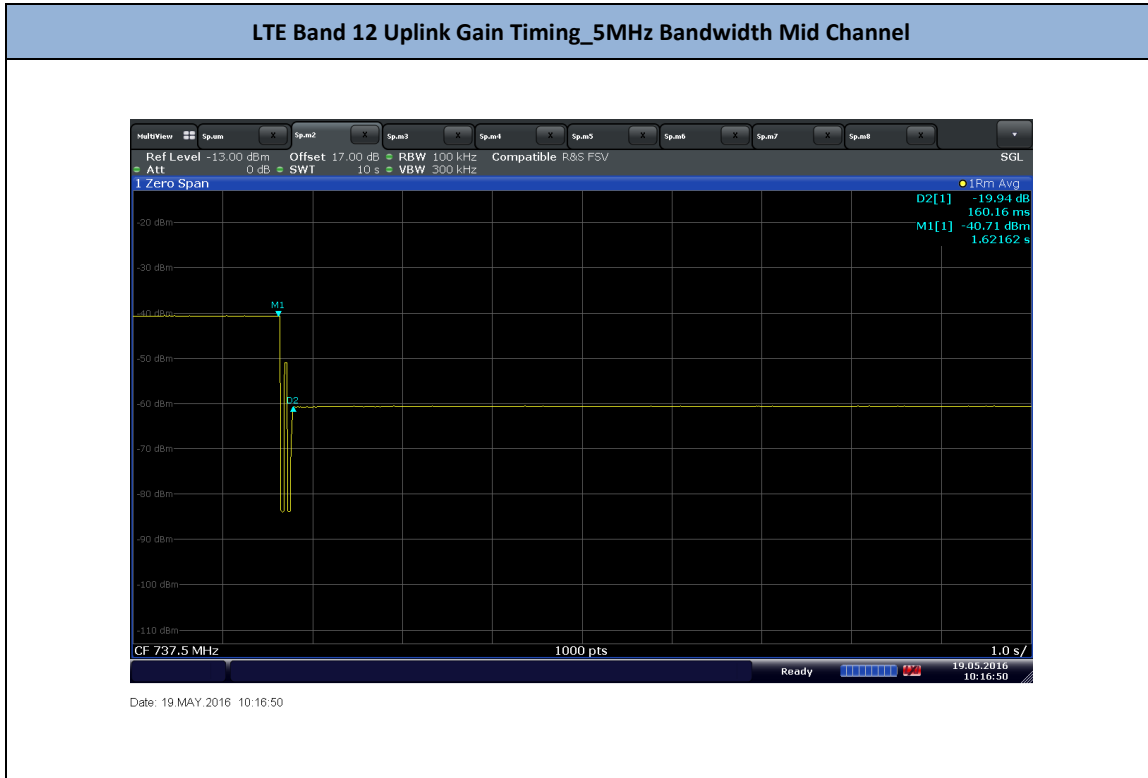 LTE Band 12 Uplink Gain Timing_5MHz Bandwidth Mid Channel
MultiView Sp.um X Sp.m2 X Sp.m3 X Sp.m4 X Sp.m5 X Sp.m6 X Sp.m7 X Sp.m8 X
Ref Level -13.00 dBm Offset 17.00 dB RBW 100 kHz Compatible R&S FSV SGL
Att 0 dB SWT 10 s VBW 300 kHz
1 Zero Span 1Rm Avg
D2[1] -19.94 dB
160.16 ms
M1[1] -40.71 dBm
1.62162 s
-20 dBm
-30 dBm
M1
-40 dBm
-50 dBm
-60 dBm
D2
-70 dBm
-80 dBm
-90 dBm
-100 dBm
-110 dBm
CF 737.5 MHz 1000 pts 1.0 s/
Ready 19.05.2016
10:16:50
Date: 19.MAY.2016 10:16:50